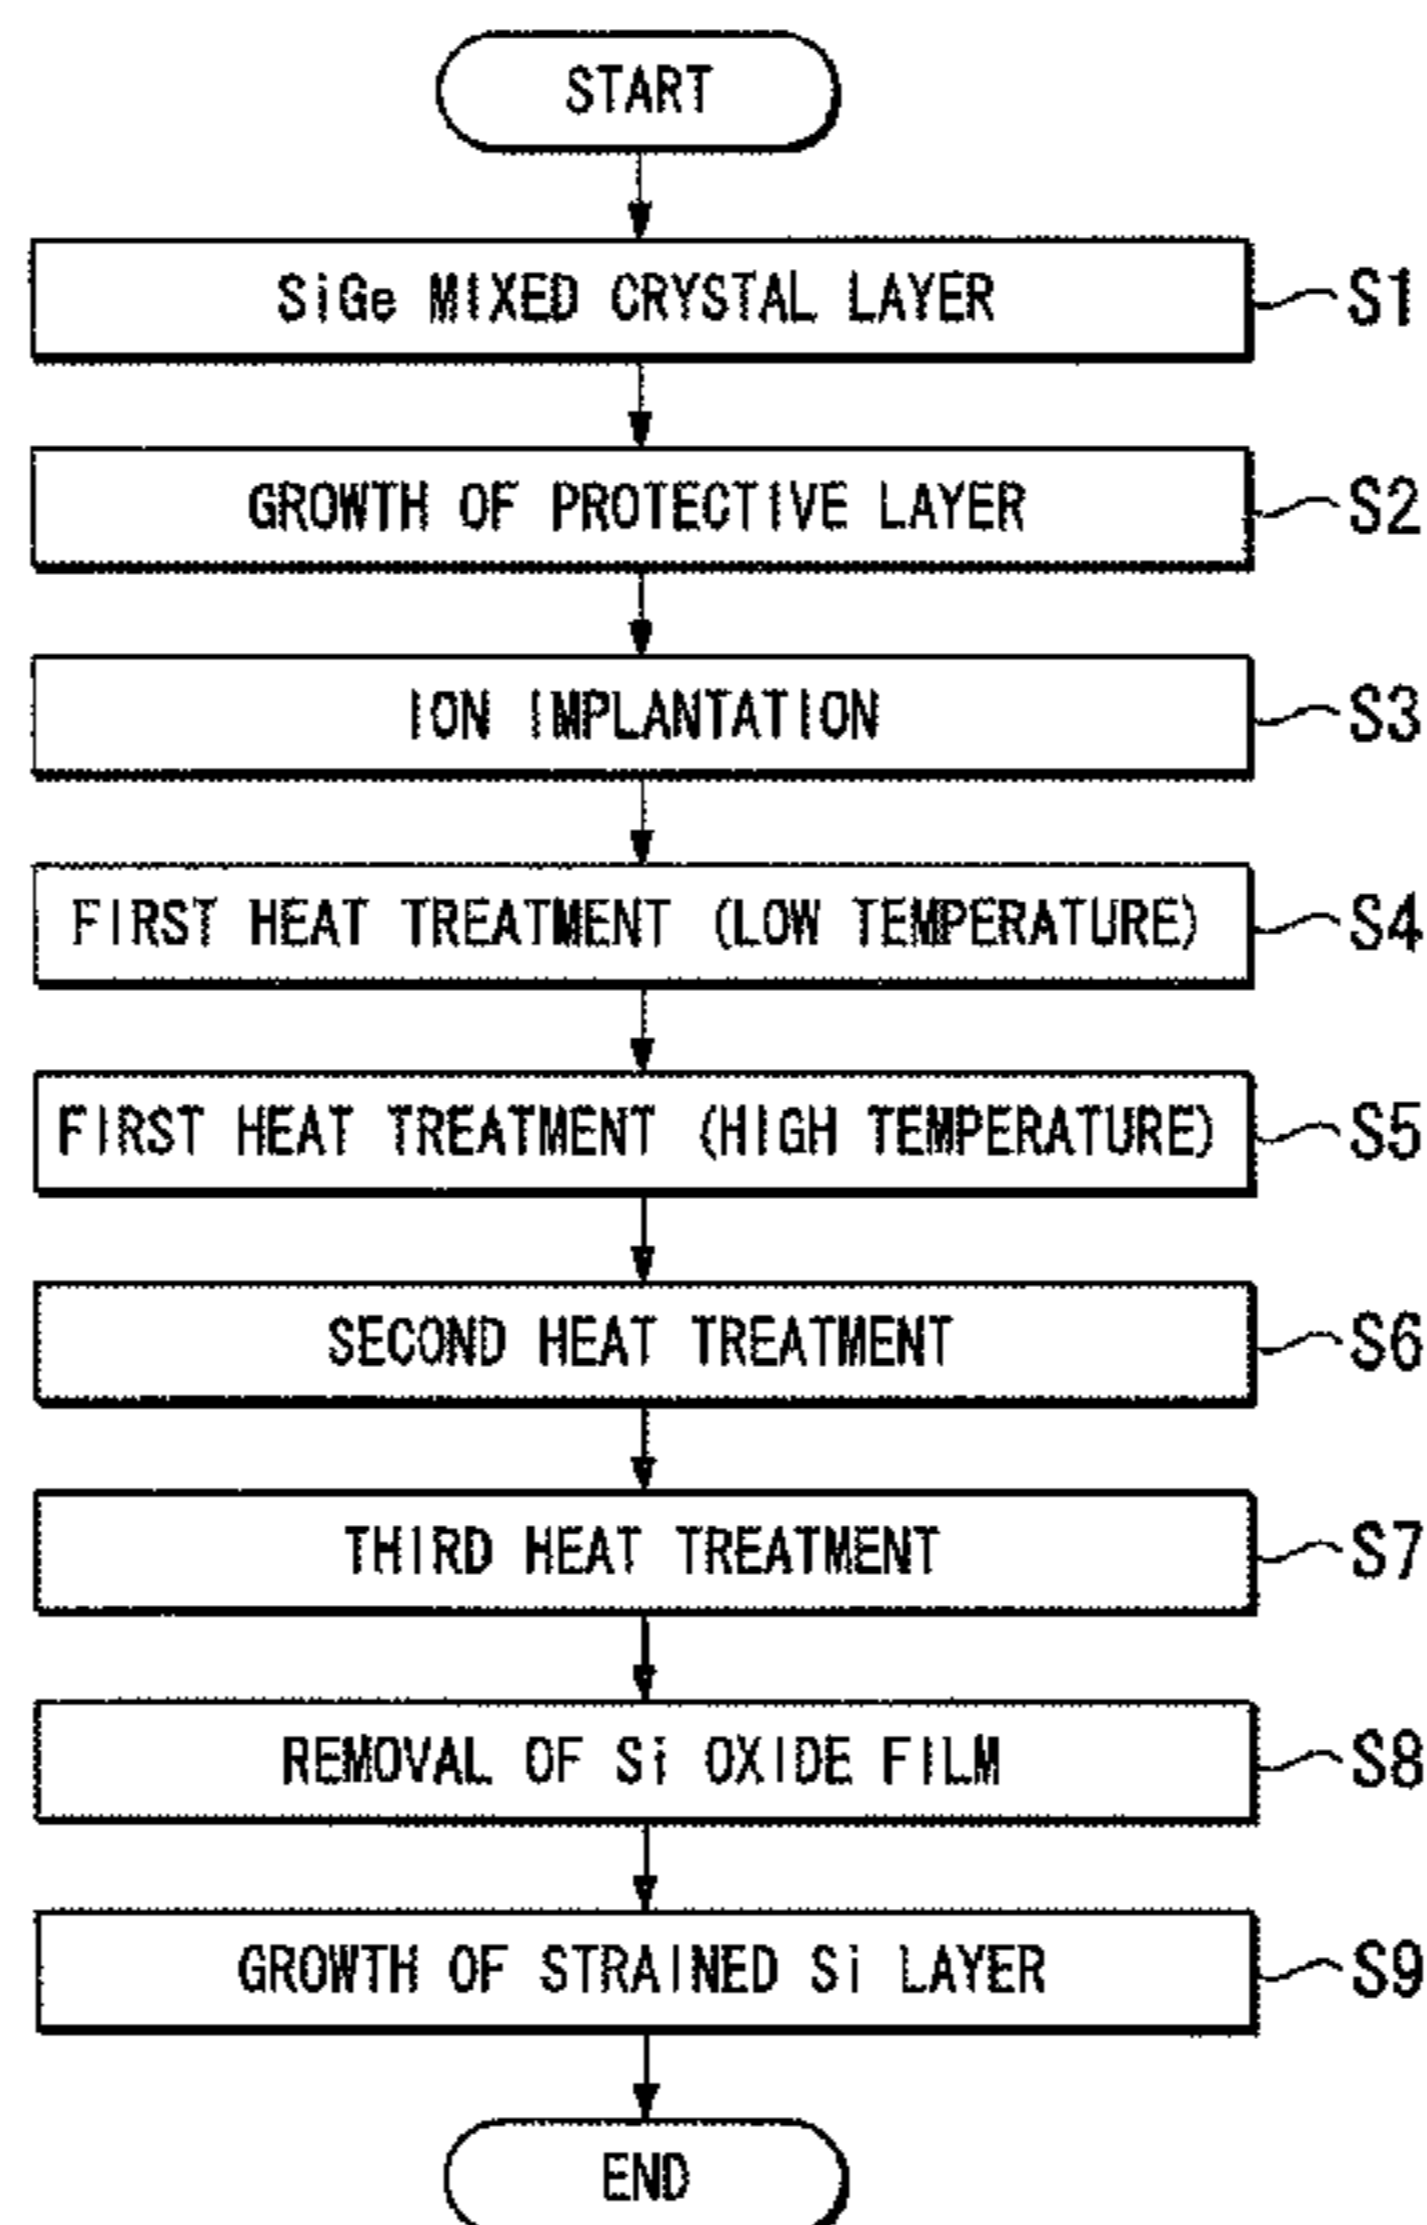 START
SiGe MIXED CRYSTAL LAYER S1
GROWTH OF PROTECTIVE LAYER S2
ION IMPLANTATION S3
FIRST HEAT TREATMENT (LOW TEMPERATURE) S4
FIRST HEAT TREATMENT (HIGH TEMPERATURE) S5
SECOND HEAT TREATMENT S6
THIRD HEAT TREATMENT S7
REMOVAL OF Si OXIDE FILM S8
GROWTH OF STRAINED Si LAYER S9
END